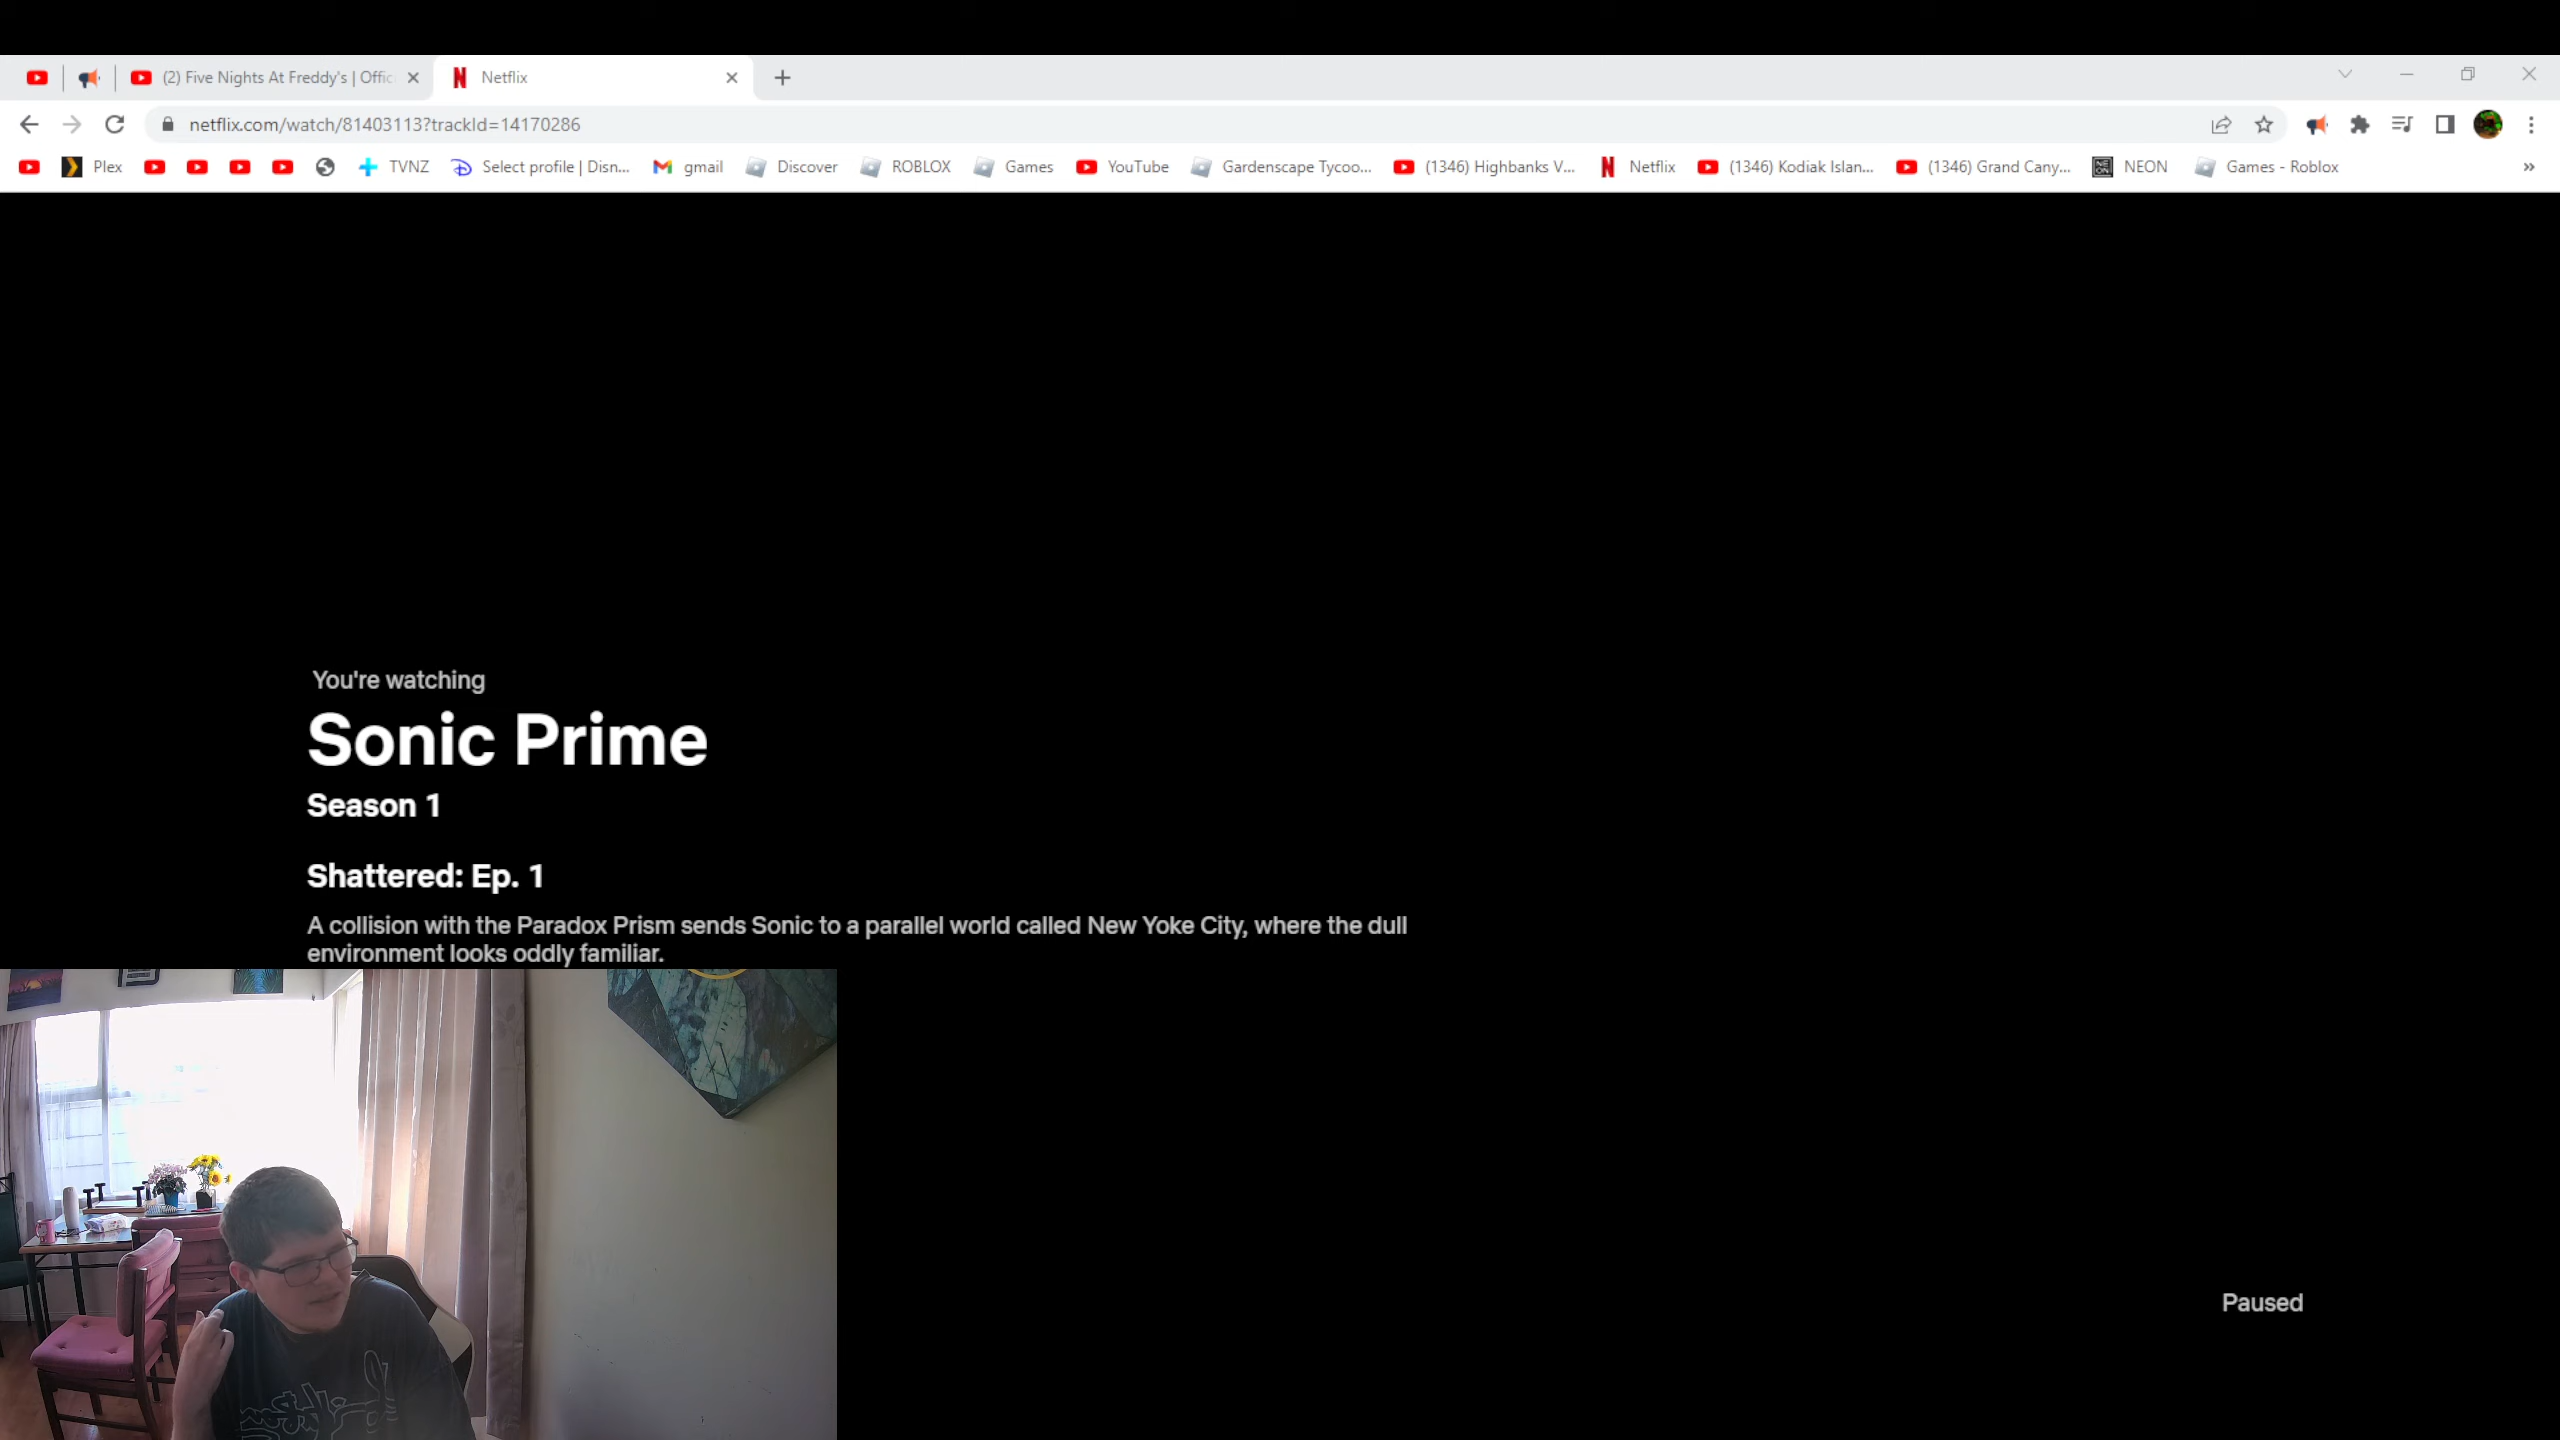 (2) Five Nights At Freddy's | Offic
Netflix
netflix.com/watch/81403113?trackId=14170286
Plex
TVNZ
Select profile | Disn...
gmail
Discover
ROBLOX
Games
YouTube
Gardenscape Tycoo...
(1346) Highbanks V...
Netflix
(1346) Kodiak Islan...
(1346) Grand Cany...
NEON
Games - Roblox
You're watching
Sonic Prime
Season 1
Shattered: Ep. 1
A collision with the Paradox Prism sends Sonic to a parallel world called New Yoke City, where the dull
environment looks oddly familiar.
Paused